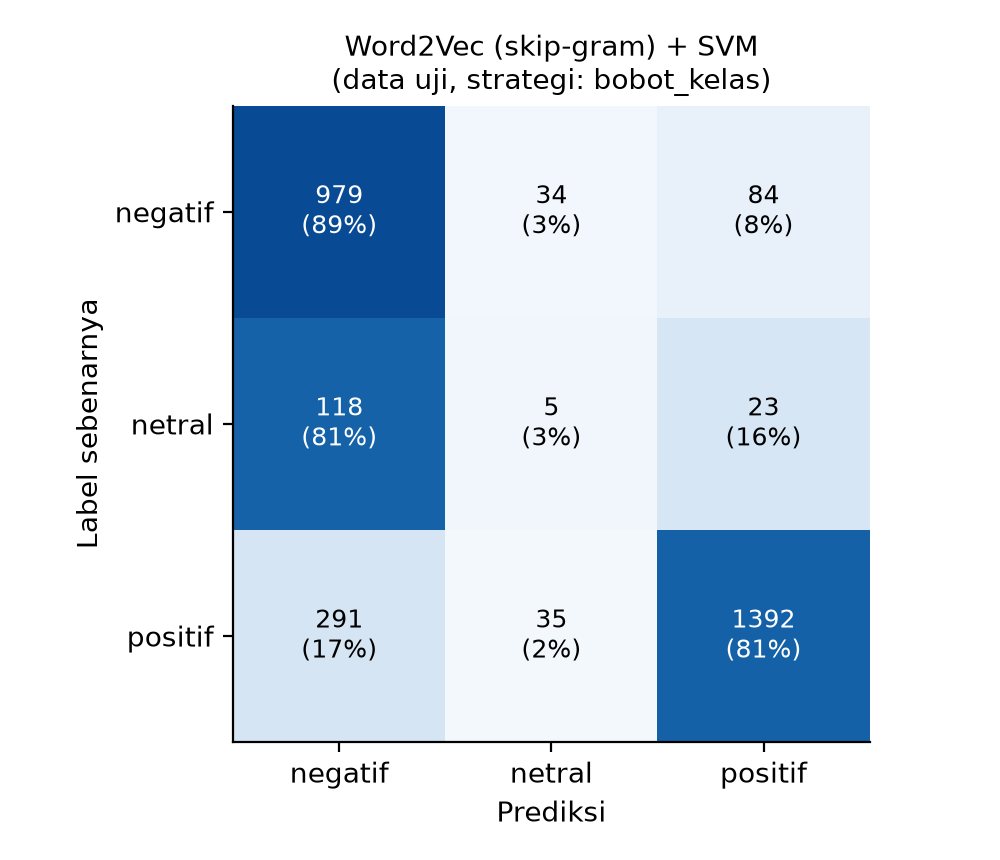 Word2Vec (skip-gram) + SVM
(data uji, strategi: bobot_kelas)
Label sebenarnya
negatif
979
(89%)
34
(3%)
84
(8%)
netral
118
(81%)
5
(3%)
23
(16%)
positif
291
(17%)
35
(2%)
1392
(81%)
negatif
netral
positif
Prediksi